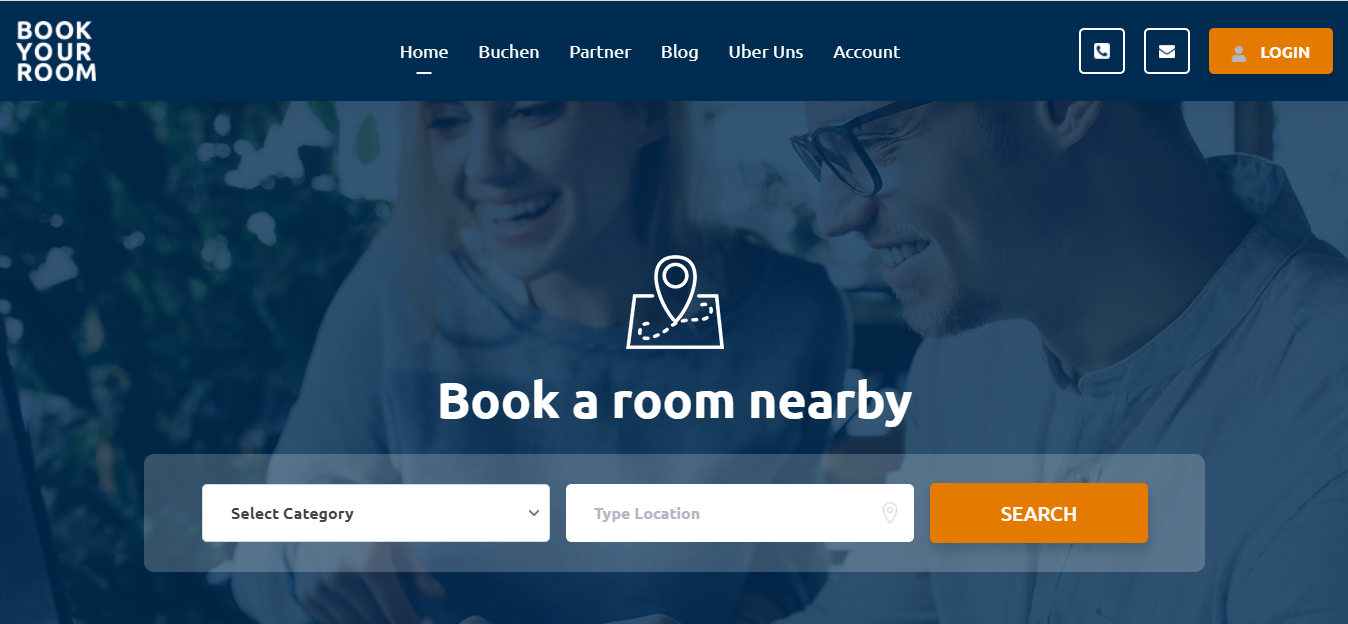 BOOK
YOUR
ROOM
Home Buchen Partner Blog Uber Uns Account
LOGIN
Book a room nearby
Select Category
Type Location
SEARCH